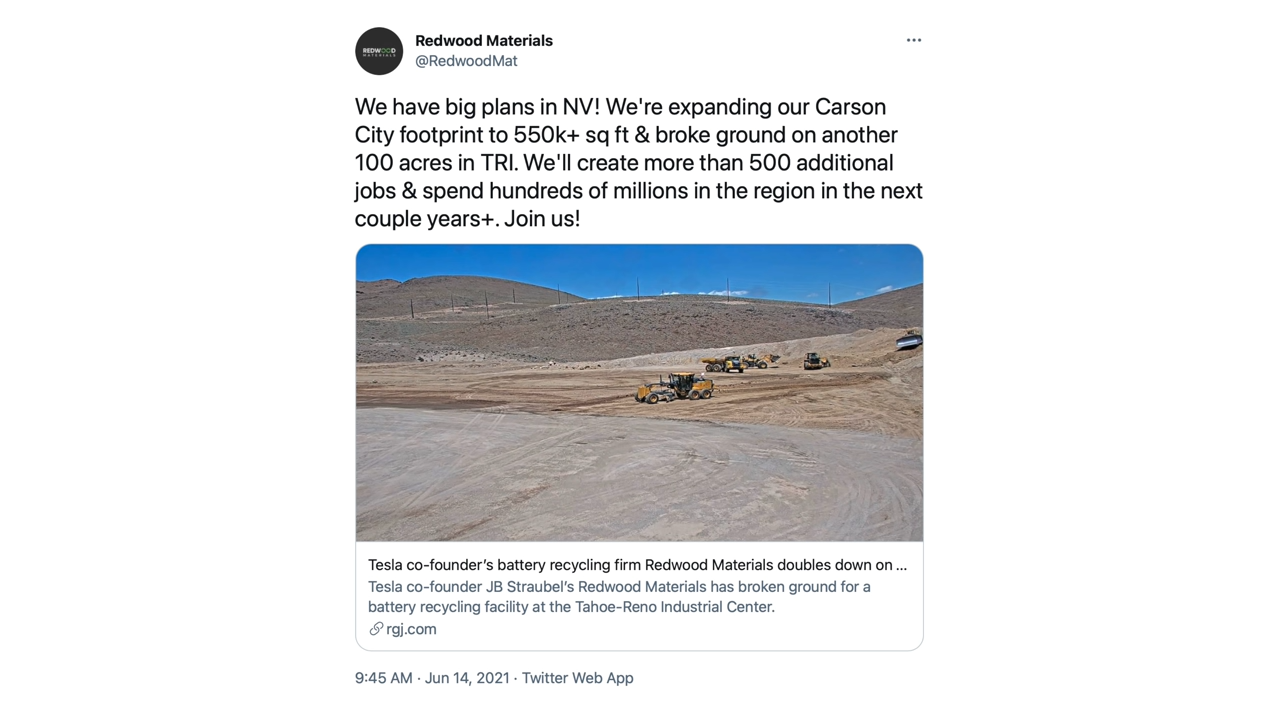 REDWOOD
MATERIALS
Redwood Materials
@RedwoodMat
We have big plans in NV! We're expanding our Carson
City footprint to 550k+ sq ft & broke ground on another
100 acres in TRI. We'll create more than 500 additional
jobs & spend hundreds of millions in the region in the next
couple years+. Join us!
Tesla co-founder’s battery recycling firm Redwood Materials doubles down on ...
Tesla co-founder JB Straubel’s Redwood Materials has broken ground for a
battery recycling facility at the Tahoe-Reno Industrial Center.
rgj.com
9:45 AM · Jun 14, 2021 · Twitter Web App